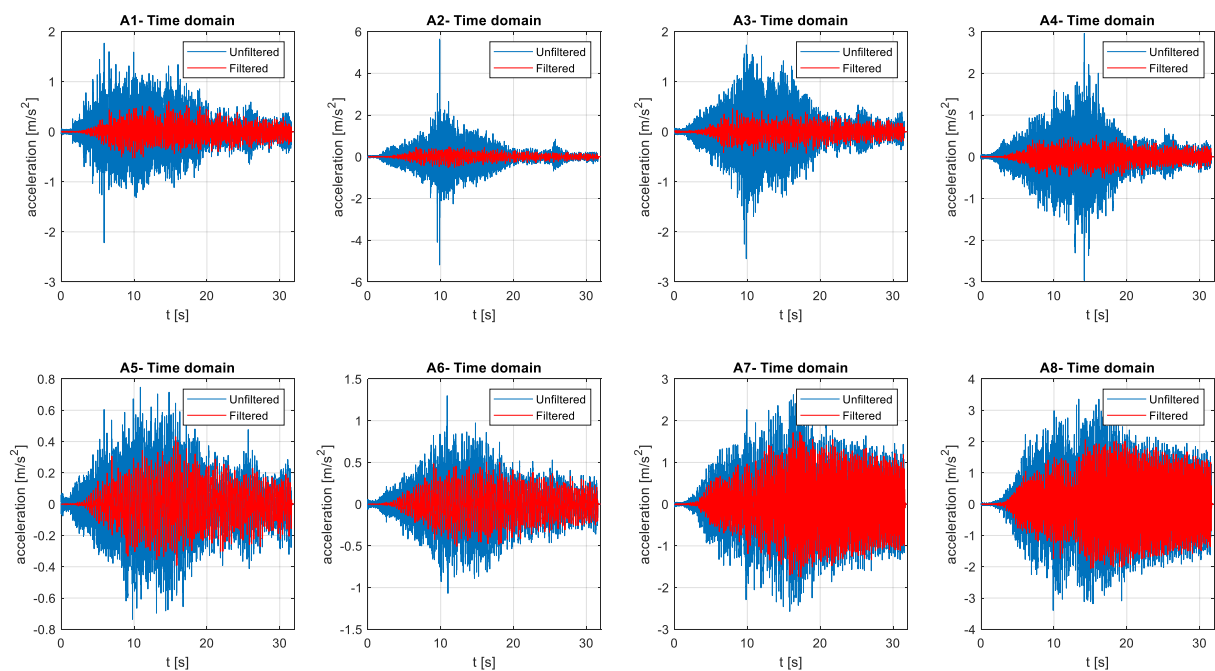 A1- Time domain
A2- Time domain
A3- Time domain
A4- Time domain
acceleration [m/s²]
2
1
0
-1
-2
-3
Unfiltered
Filtered
0 10 20 30
t [s]
acceleration [m/s²]
6
4
2
0
-2
-4
-6
Unfiltered
Filtered
0 10 20 30
t [s]
acceleration [m/s²]
2
1
0
-1
-2
-3
Unfiltered
Filtered
0 10 20 30
t [s]
acceleration [m/s²]
3
2
1
0
-1
-2
-3
Unfiltered
Filtered
0 10 20 30
t [s]
A5- Time domain
A6- Time domain
A7- Time domain
A8- Time domain
acceleration [m/s²]
0.8
0.6
0.4
0.2
0
-0.2
-0.4
-0.6
-0.8
Unfiltered
Filtered
0 10 20 30
t [s]
acceleration [m/s²]
1.5
1
0.5
0
-0.5
-1
-1.5
Unfiltered
Filtered
0 10 20 30
t [s]
acceleration [m/s²]
3
2
1
0
-1
-2
-3
Unfiltered
Filtered
0 10 20 30
t [s]
acceleration [m/s²]
4
3
2
1
0
-1
-2
-3
-4
Unfiltered
Filtered
0 10 20 30
t [s]